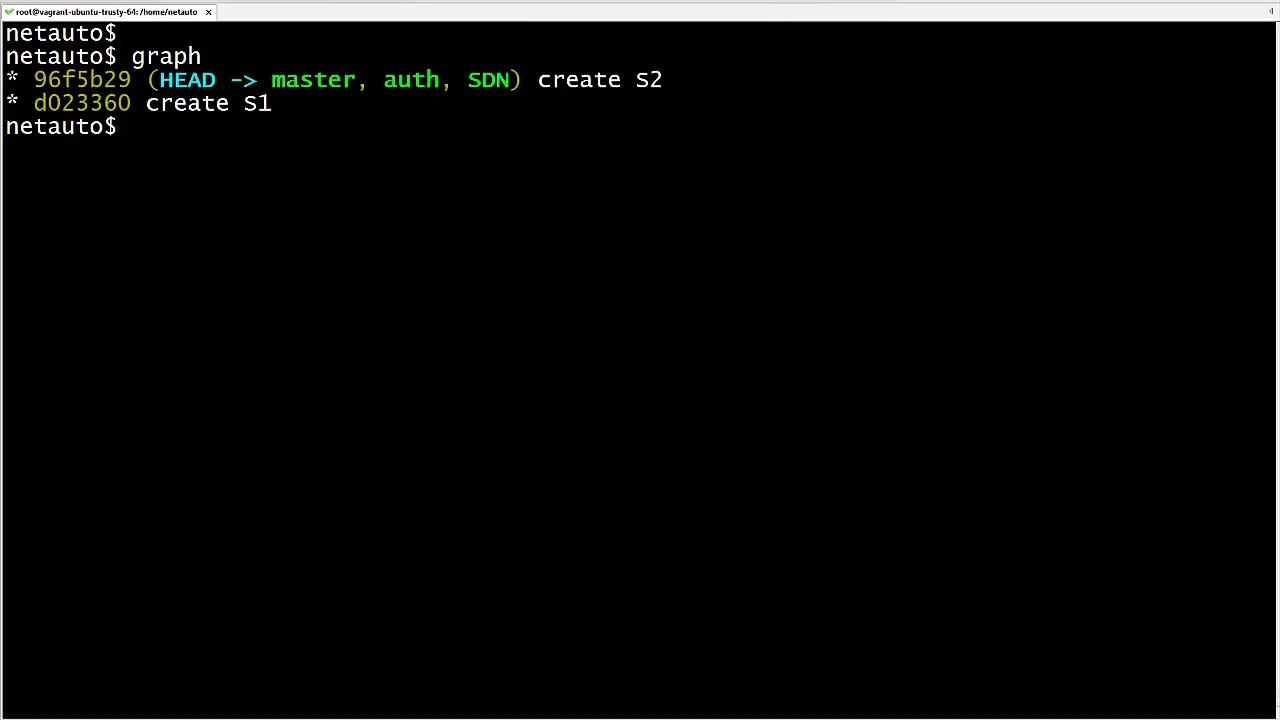 root@vagrant-ubuntu-trusty-64: /home/netauto
netauto$
netauto$ graph
* 96f5b29 (HEAD -> master, auth, SDN) create S2
* d023360 create S1
netauto$